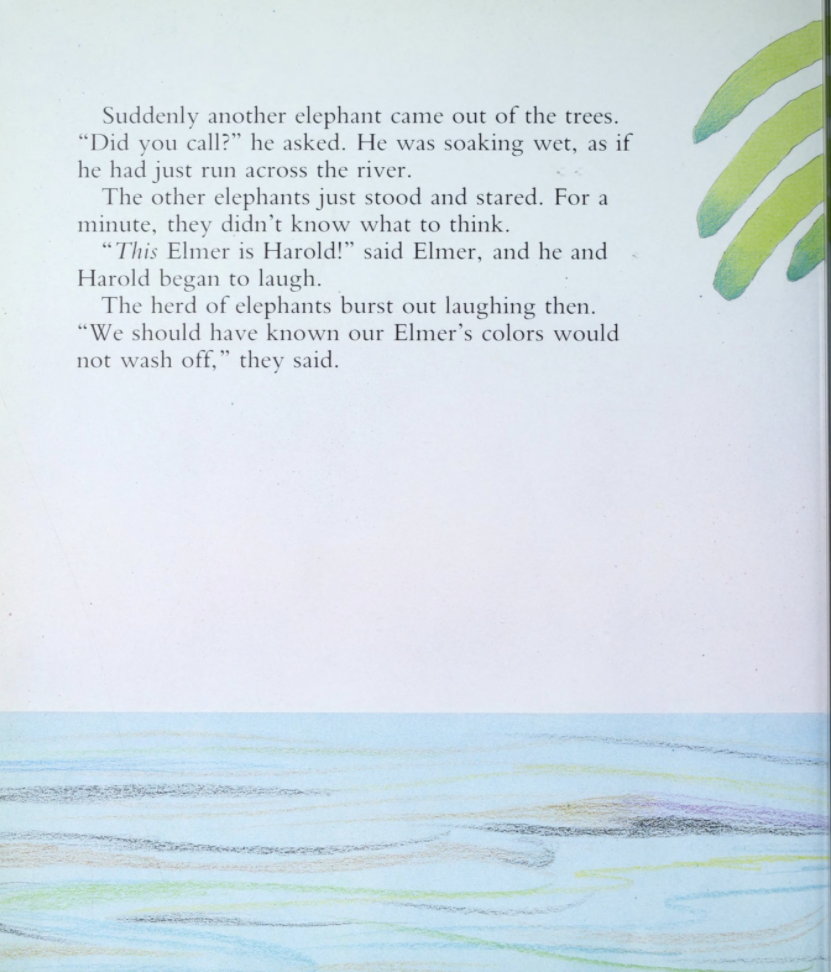 Suddenly another elephant came out of the trees.
“Did you call?” he asked. He was soaking wet, as if
he had just run across the river.
The other elephants just stood and stared. For a
minute, they didn’t know what to think.
“This Elmer is Harold!” said Elmer, and he and
Harold began to laugh.
The herd of elephants burst out laughing then.
“We should have known our Elmer’s colors would
not wash off,” they said.